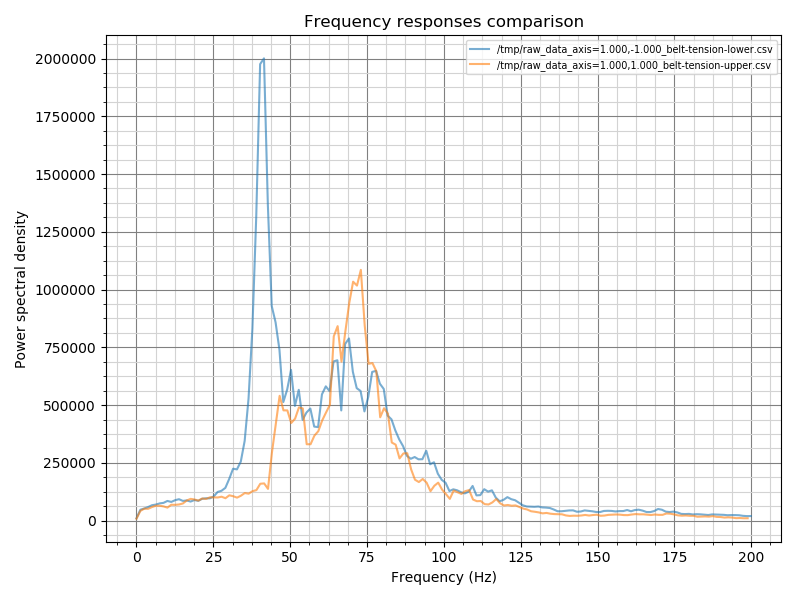 Frequency responses comparison
/tmp/raw_data_axis=1.000,-1.000_belt-tension-lower.csv
/tmp/raw_data_axis=1.000,1.000_belt-tension-upper.csv
2000000
1750000
1500000
1250000
1000000
750000
500000
250000
0
Power spectral density
0 25 50 75 100 125 150 175 200
Frequency (Hz)